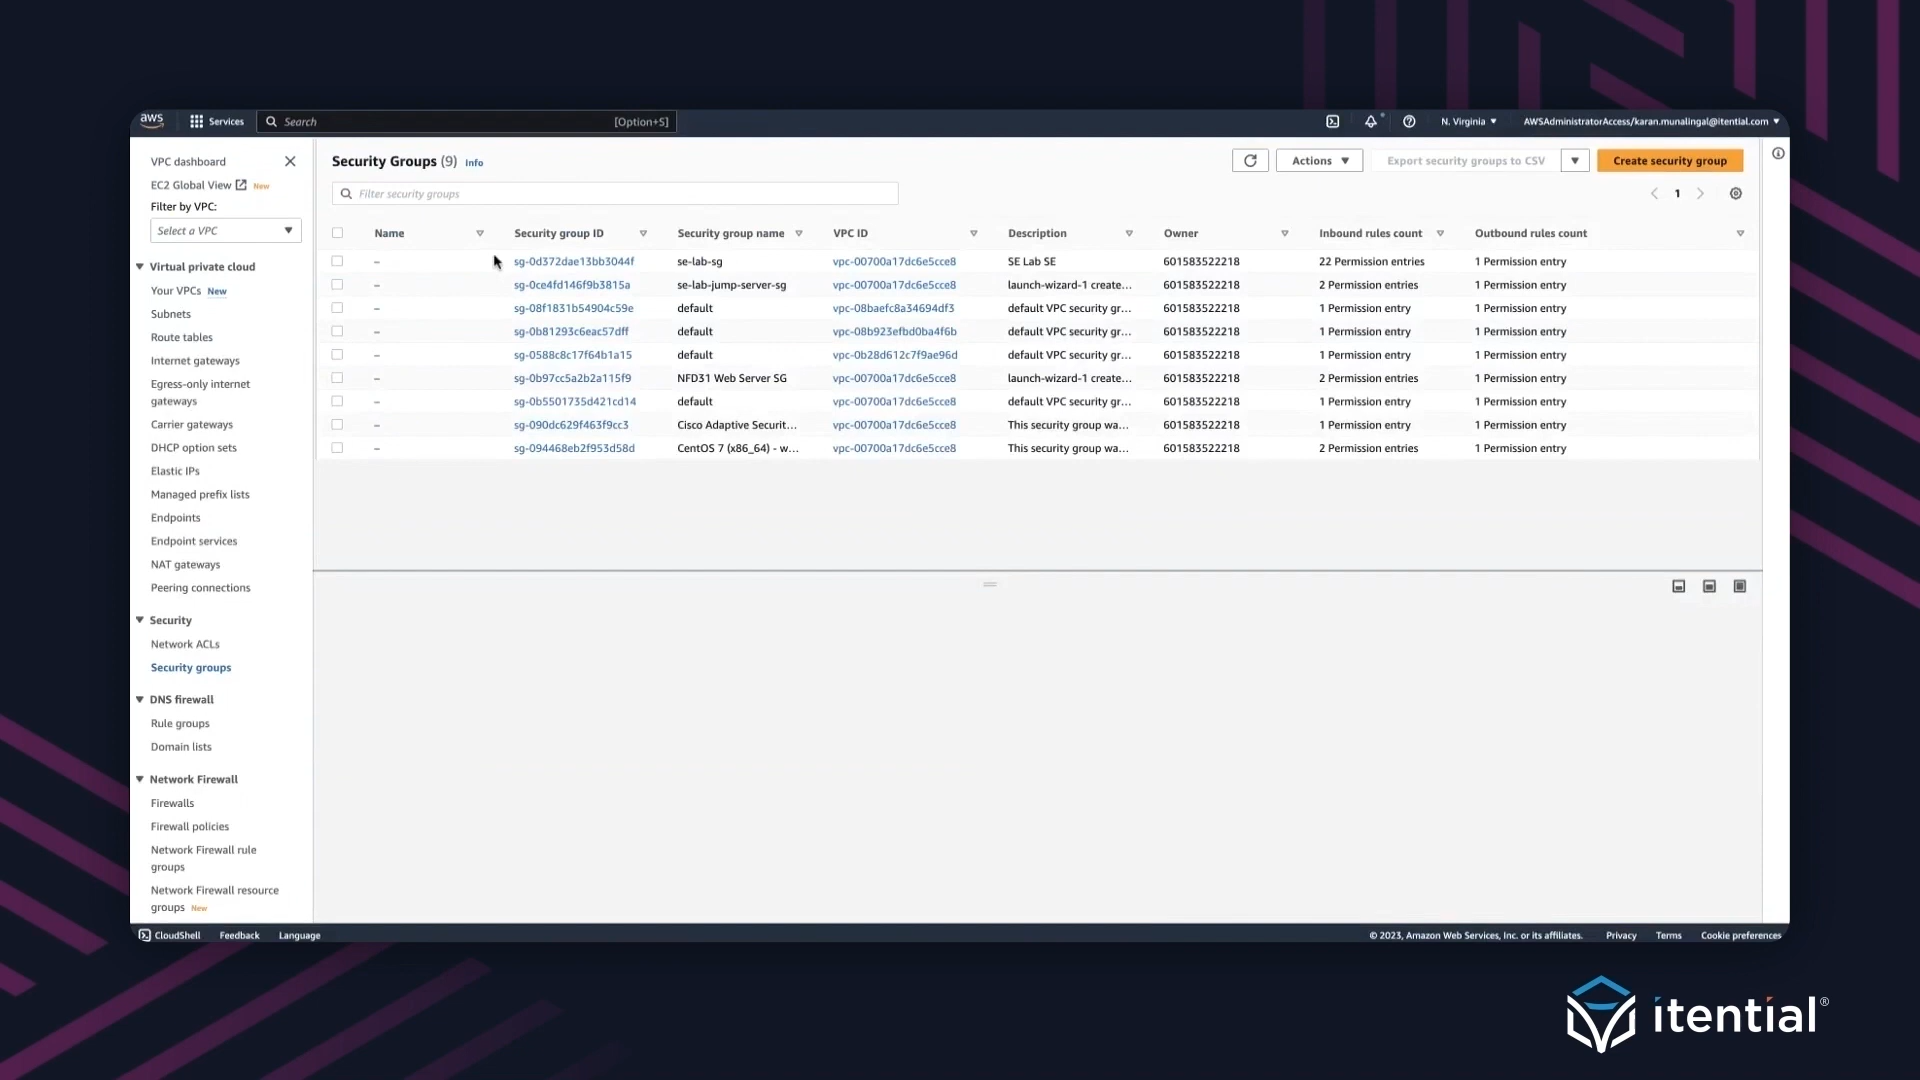 aws
Services
Search
[Option+S]
N. Virginia
AWSAdministratorAccess/karan.munalingal@itential.com
VPC dashboard
EC2 Global View New
Filter by VPC:
Select a VPC
Virtual private cloud
Your VPCs New
Subnets
Route tables
Internet gateways
Egress-only internet
gateways
Carrier gateways
DHCP option sets
Elastic IPs
Managed prefix lists
Endpoints
Endpoint services
NAT gateways
Peering connections
Security
Network ACLs
Security groups
DNS firewall
Rule groups
Domain lists
Network Firewall
Firewalls
Firewall policies
Network Firewall rule
groups
Network Firewall resource
groups New
Security Groups (9) Info
Actions
Export security groups to CSV
Create security group
Filter security groups
1
Name Security group ID Security group name VPC ID Description Owner Inbound rules count Outbound rules count
– sg-0d372dae13bb3044f se-lab-sg vpc-00700a17dc6e5cce8 SE Lab SE 601583522218 22 Permission entries 1 Permission entry
– sg-0ce4fd146f9b3815a se-lab-jump-server-sg vpc-00700a17dc6e5cce8 launch-wizard-1 create... 601583522218 2 Permission entries 1 Permission entry
– sg-08f1831b54904c59e default vpc-08baefc8a34694df3 default VPC security gr... 601583522218 1 Permission entry 1 Permission entry
– sg-0b81293c6eac57dff default vpc-08b923efbd0ba4f6b default VPC security gr... 601583522218 1 Permission entry 1 Permission entry
– sg-0588c8c17f64b1a15 default vpc-0b28d612c7f9ae96d default VPC security gr... 601583522218 1 Permission entry 1 Permission entry
– sg-0b97cc5a2b2a115f9 NFD31 Web Server SG vpc-00700a17dc6e5cce8 launch-wizard-1 create... 601583522218 2 Permission entries 1 Permission entry
– sg-0b5501735d421cd14 default vpc-00700a17dc6e5cce8 default VPC security gr... 601583522218 1 Permission entry 1 Permission entry
– sg-090dc629f463f9cc3 Cisco Adaptive Securit... vpc-00700a17dc6e5cce8 This security group wa... 601583522218 1 Permission entry 1 Permission entry
– sg-094468eb2f953d58d CentOS 7 (x86_64) - w... vpc-00700a17dc6e5cce8 This security group wa... 601583522218 2 Permission entries 1 Permission entry
CloudShell Feedback Language
© 2023, Amazon Web Services, Inc. or its affiliates. Privacy Terms Cookie preferences
itential®